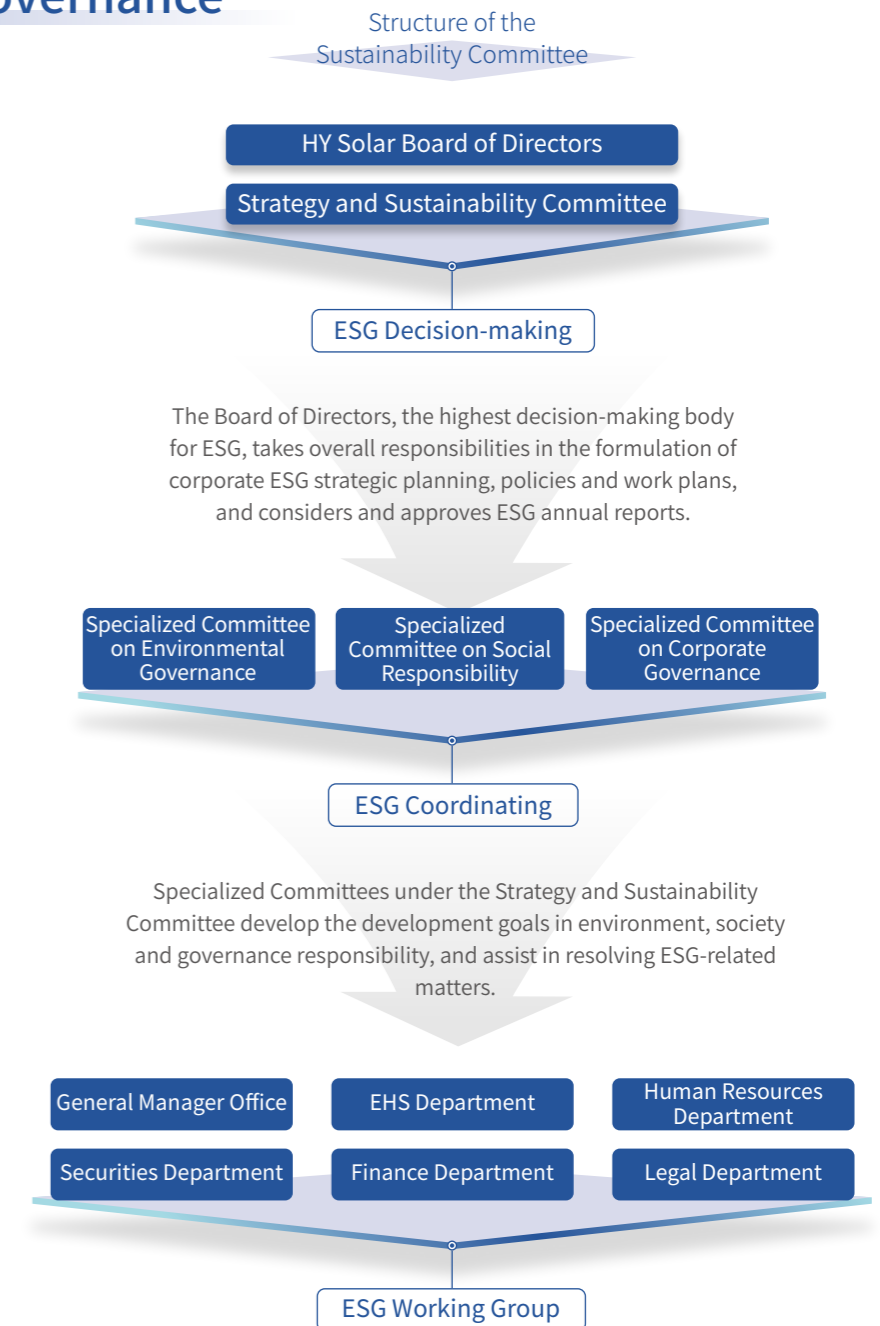 overnance
Structure of the
Sustainability Committee
HY Solar Board of Directors
Strategy and Sustainability Committee
ESG Decision-making
The Board of Directors, the highest decision-making body
for ESG, takes overall responsibilities in the formulation of
corporate ESG strategic planning, policies and work plans,
and considers and approves ESG annual reports.
Specialized Committee
on Environmental
Governance
Specialized
Committee on Social
Responsibility
Specialized Committee
on Corporate
Governance
ESG Coordinating
Specialized Committees under the Strategy and Sustainability
Committee develop the development goals in environment, society
and governance responsibility, and assist in resolving ESG-related
matters.
General Manager Office
EHS Department
Human Resources
Department
Securities Department
Finance Department
Legal Department
ESG Working Group